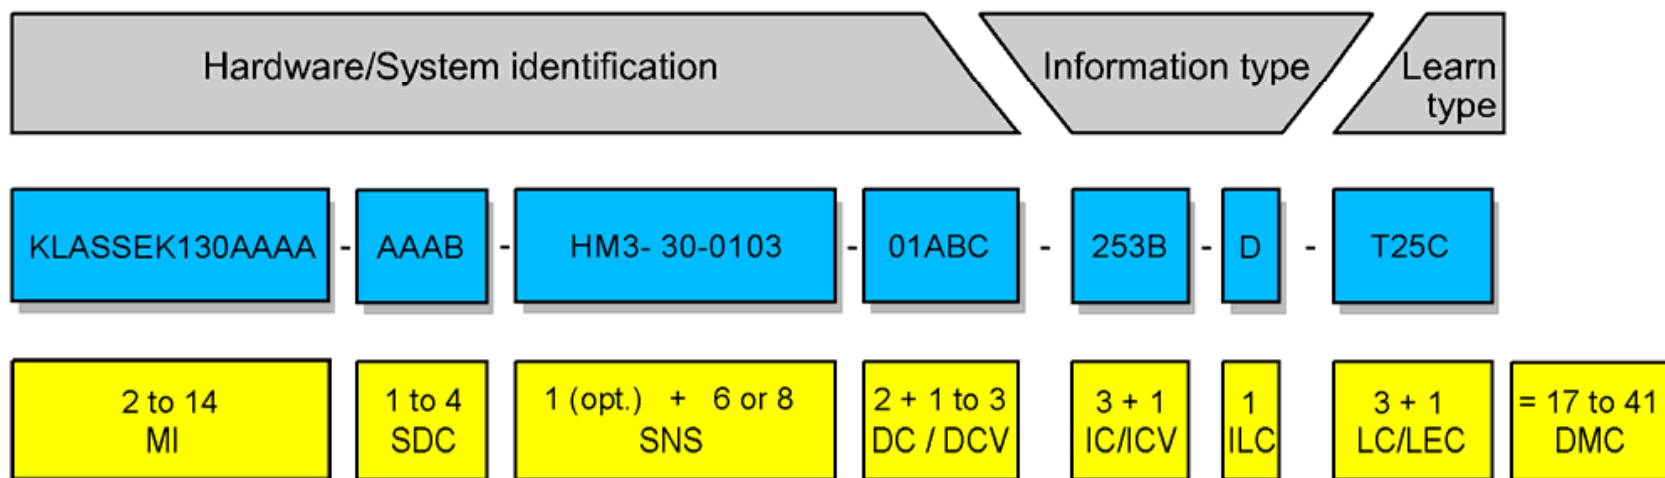 Hardware/System identification
Information type
Learn
type
KLASSEK130AAAA - AAAB - HM3- 30-0103 - 01ABC - 253B - D - T25C
2 to 14
MI
1 to 4
SDC
1 (opt.) + 6 or 8
SNS
2 + 1 to 3
DC / DCV
3 + 1
IC/ICV
1
ILC
3 + 1
LC/LEC
= 17 to 41
DMC